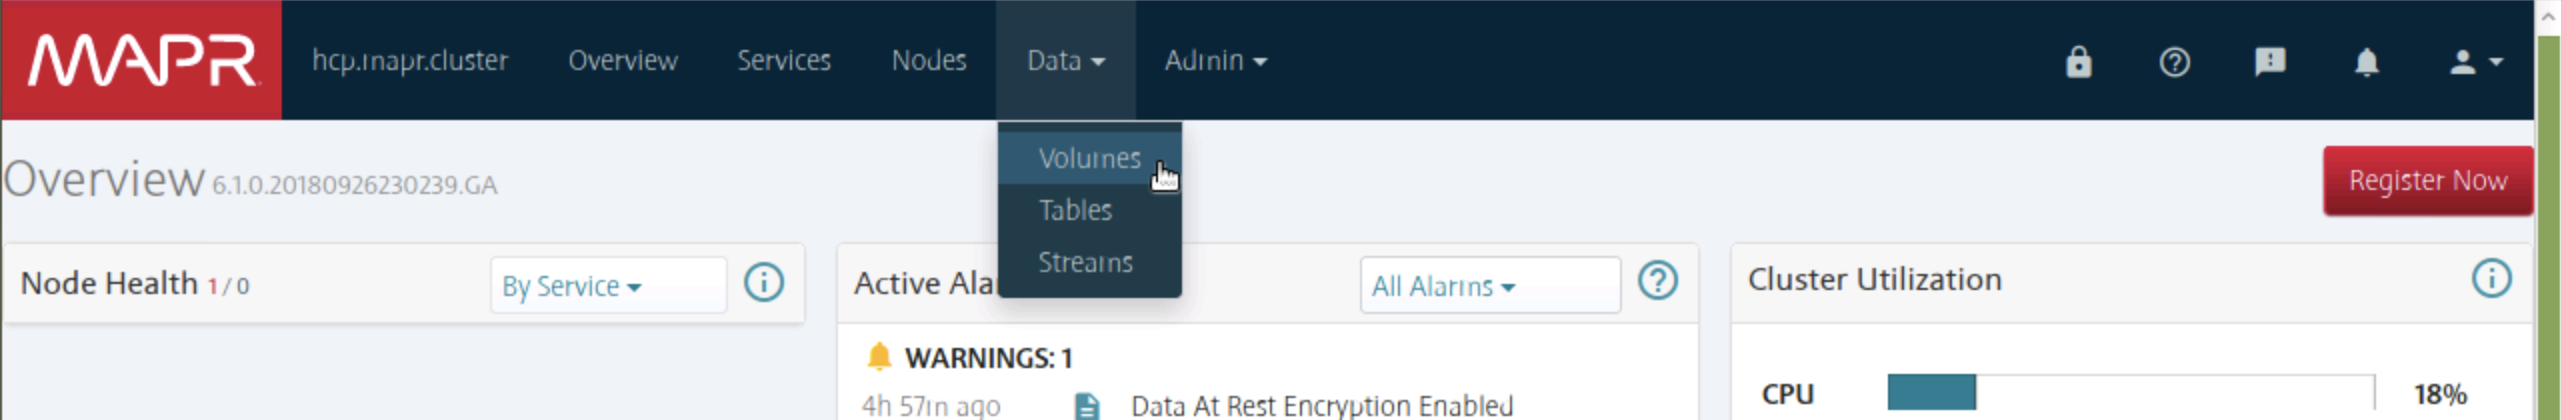 MAPR hcp.mapr.cluster Overview Services Nodes Data Admin
Volumes
Tables
Streams
Overview 6.1.0.20180926230239.GA
Register Now
Node Health 1 / 0 By Service
Active Ala All Alarms
Cluster Utilization
WARNINGS: 1
4h 57m ago Data At Rest Encryption Enabled
CPU 18%